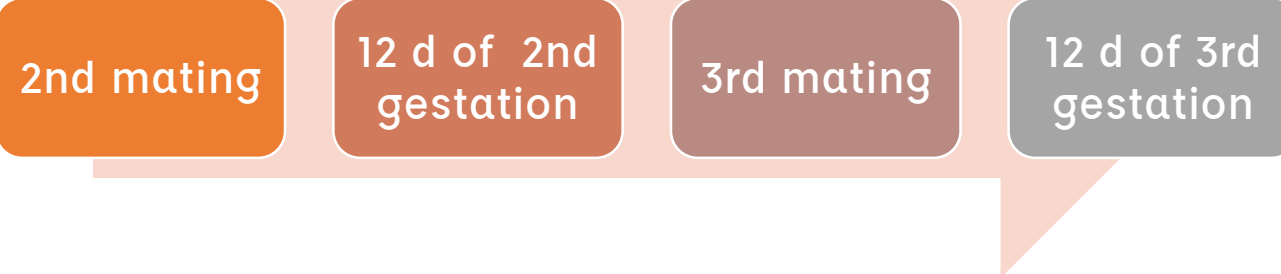 2nd mating
12 d of 2nd
gestation
3rd mating
12 d of 3rd
gestation